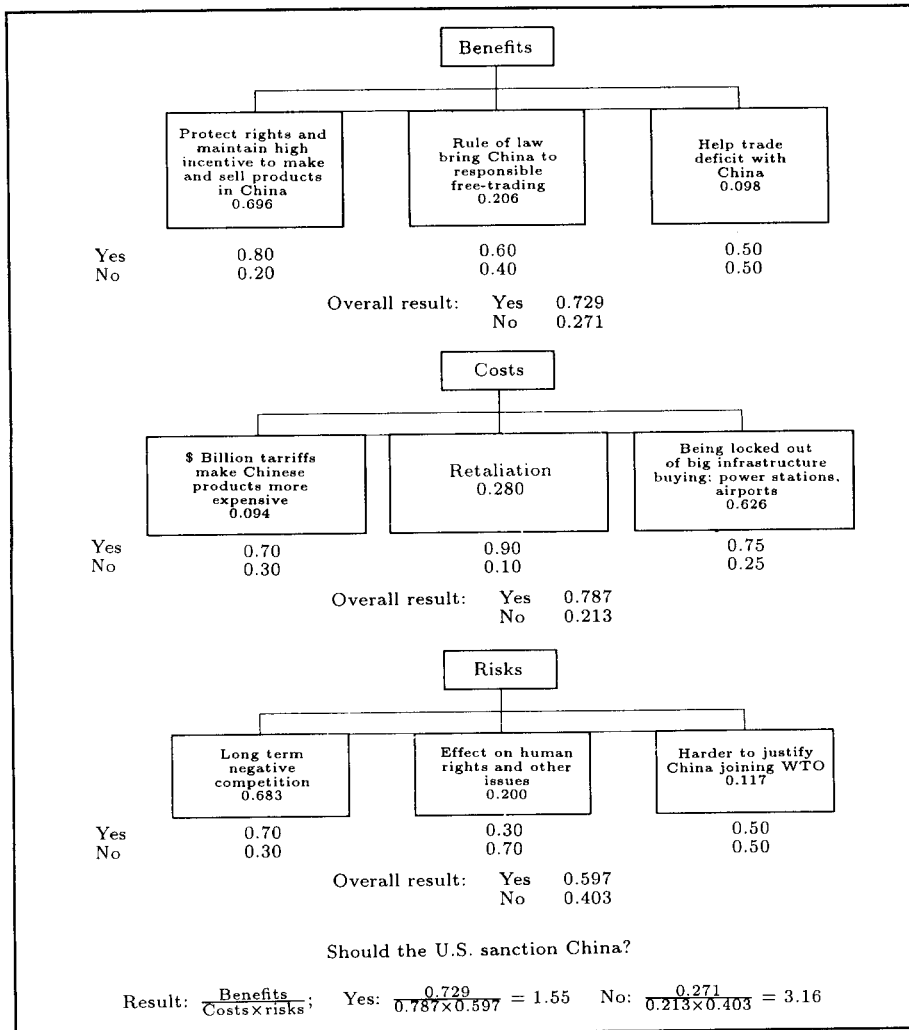 Benefits
Protect rights and
maintain high
incentive to make
and sell products
in China
0.696
Rule of law
bring China to
responsible
free-trading
0.206
Help trade
deficit with
China
0.098
Yes 0.80 0.60 0.50
No 0.20 0.40 0.50
Overall result: Yes 0.729
No 0.271
Costs
$ Billion tarriffs
make Chinese
products more
expensive
0.094
Retaliation
0.280
Being locked out
of big infrastructure
buying: power stations,
airports
0.626
Yes 0.70 0.90 0.75
No 0.30 0.10 0.25
Overall result: Yes 0.787
No 0.213
Risks
Long term
negative
competition
0.683
Effect on human
rights and other
issues
0.200
Harder to justify
China joining WTO
0.117
Yes 0.70 0.30 0.50
No 0.30 0.70 0.50
Overall result: Yes 0.597
No 0.403
Should the U.S. sanction China?
Result: Benefits / Costs×risks; Yes: 0.729 / 0.787×0.597 = 1.55 No: 0.271 / 0.213×0.403 = 3.16